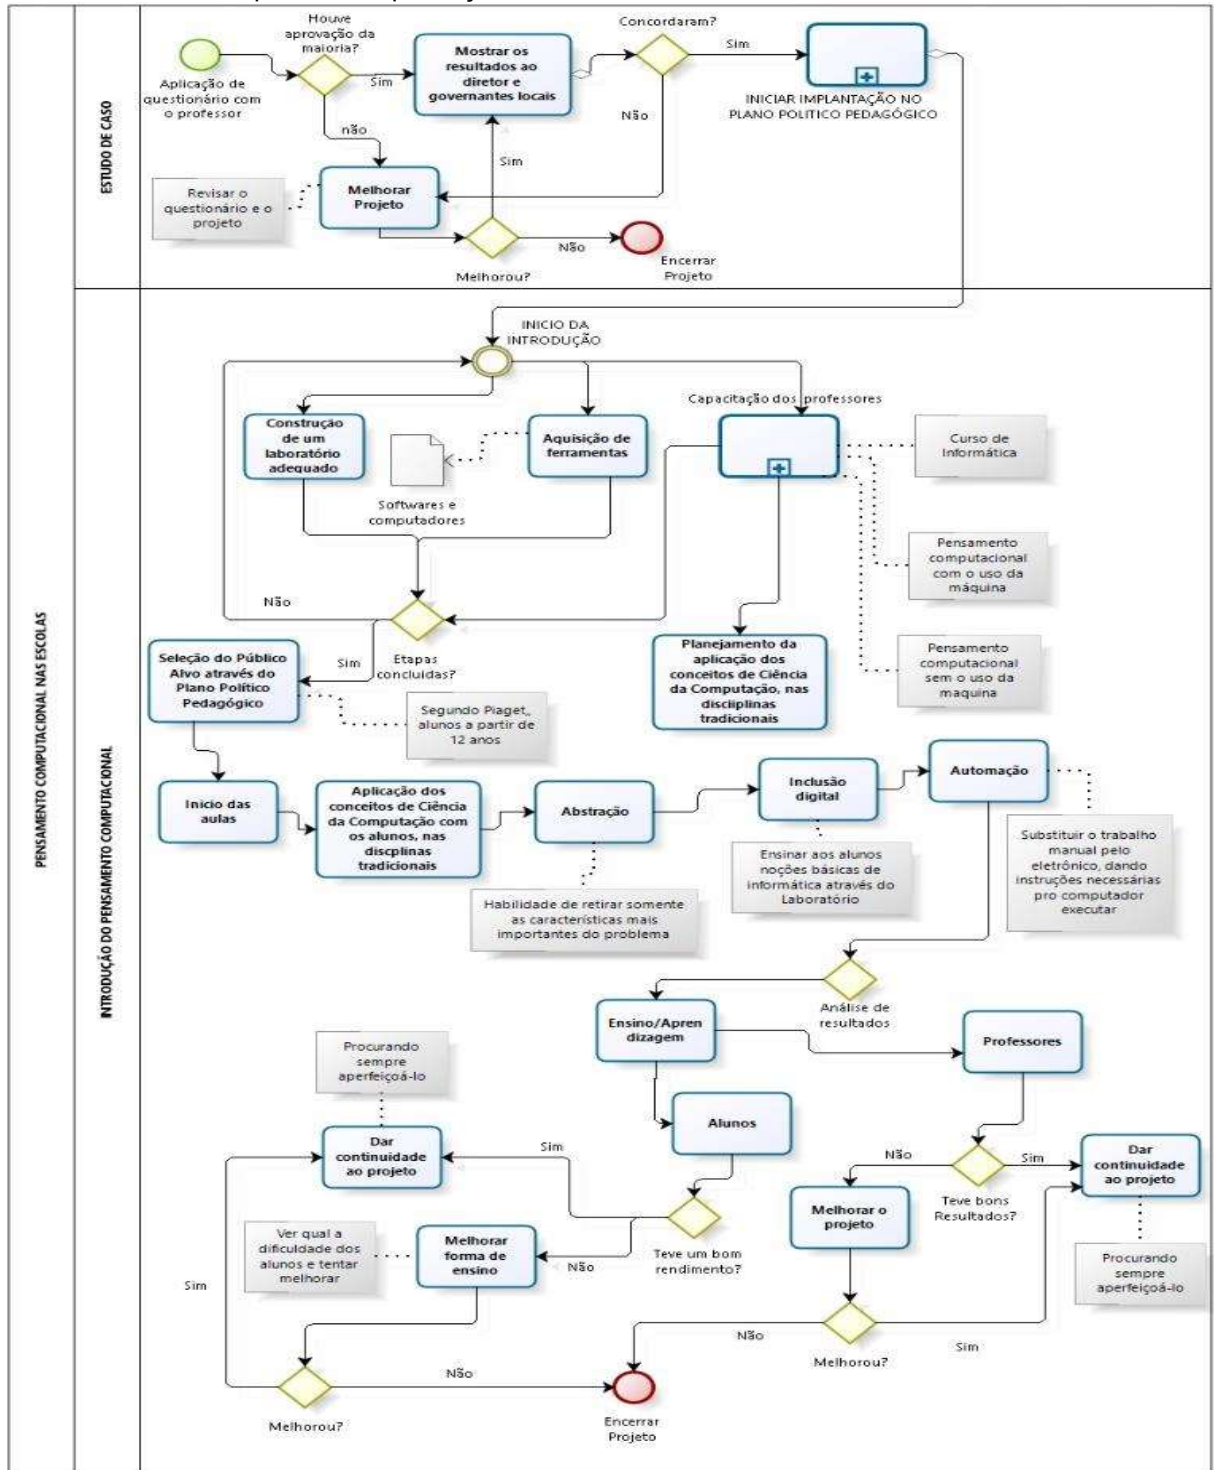 Houve
aprovação da
maioria?
Concordaram?
Sim
Mostrar os
resultados ao
diretor e
governantes locais
Aplicação de
questionário com
o professor
Sim
INICIAR IMPLANTAÇÃO NO
PLANO POLITICO PEDAGÓGICO
Não
não
Sim
ESTUDO DE CASO
Revisar o
questionário e o
projeto
Melhorar
Projeto
Não
Melhorou?
Encerrar
Projeto
PENSAMENTO COMPUTACIONAL NAS ESCOLAS
INTRODUÇÃO DO PENSAMENTO COMPUTACIONAL
INICIO DA
INTRODUÇÃO
Capacitação dos professores
Construção
de um
laboratório
adequado
Aquisição de
ferramentas
Curso de
Informática
Softwares e
computadores
Pensamento
computacional
com o uso da
máquina
Não
Etapas
concluidas?
Sim
Seleção do Público
Alvo através do
Plano Político
Pedagógico
Planejamento da
aplicação dos
conceitos de Ciência
da Computação, nas
disciiplinas
tradicionais
Pensamento
computacional
sem o uso da
maquina
Segundo Piaget,,
alunos a partir de
12 anos
Inicio das
aulas
Aplicação dos
conceitos de Ciência
da Computação com
os alunos, nas
discplinas
tradicionais
Abstração
Inclusão
digital
Automação
Habilidade de retirar somente
as características mais
importantes do problema
Ensinar aos alunos
noções básicas de
informática através do
Laboratório
Substituir o trabalho
manual pelo
eletrônico, dando
instruções necessárias
pro computador
executar
Análise de
resultados
Ensino/Apren
dizagem
Professores
Procurando
sempre
aperfeiçoá-lo
Alunos
Dar
continuidade
ao projeto
Sim
Não
Sim
Dar
continuidade
ao projeto
Teve bons
Resultados?
Melhorar o
projeto
Ver qual a
dificuldade dos
alunos e tentar
melhorar
Melhorar
forma de
ensino
Não
Teve um bom
rendimento?
Procurando
sempre
aperfeiçoá-lo
Sim
Não
Sim
Melhorou?
Não
Melhorou?
Encerrar
Projeto